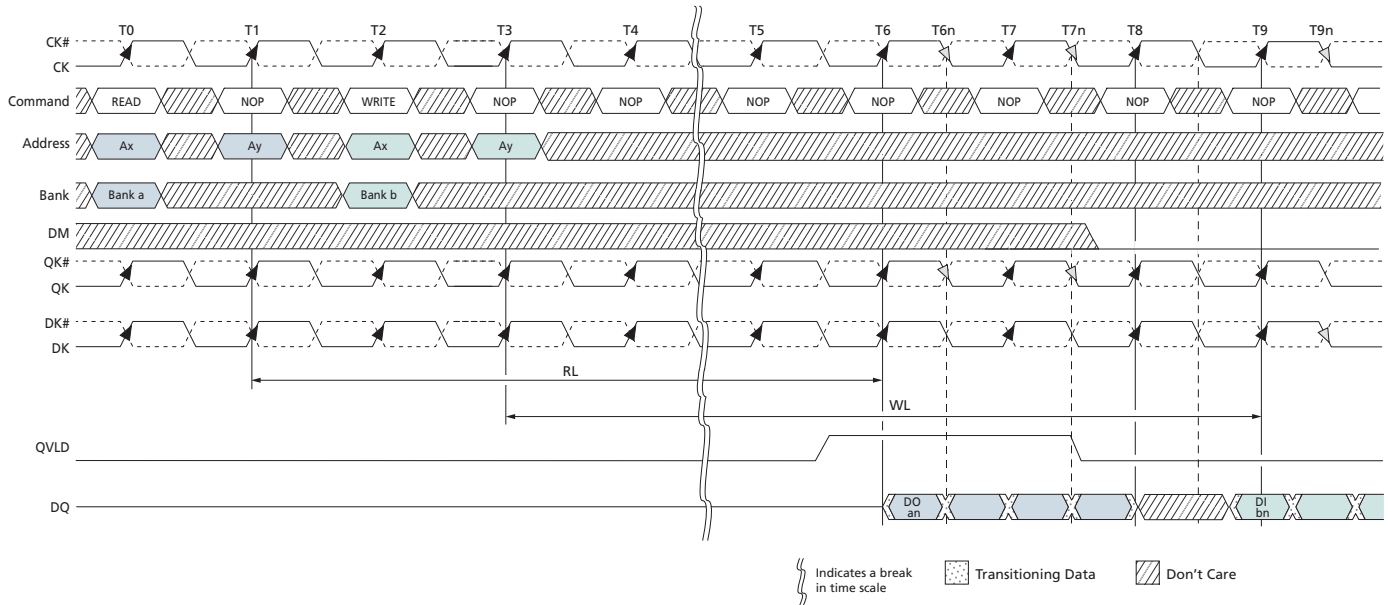 T0 T1 T2 T3 T4 T5 T6 T6n T7 T7n T8 T9 T9n
CK#
CK
Command READ NOP WRITE NOP NOP NOP NOP NOP NOP NOP
Address Ax Ay Ax Ay
Bank Bank a Bank b
DM
QK#
QK
DK#
DK
RL
WL
QVLD
DQ DO an DI bn
Indicates a break in time scale
Transitioning Data
Don't Care